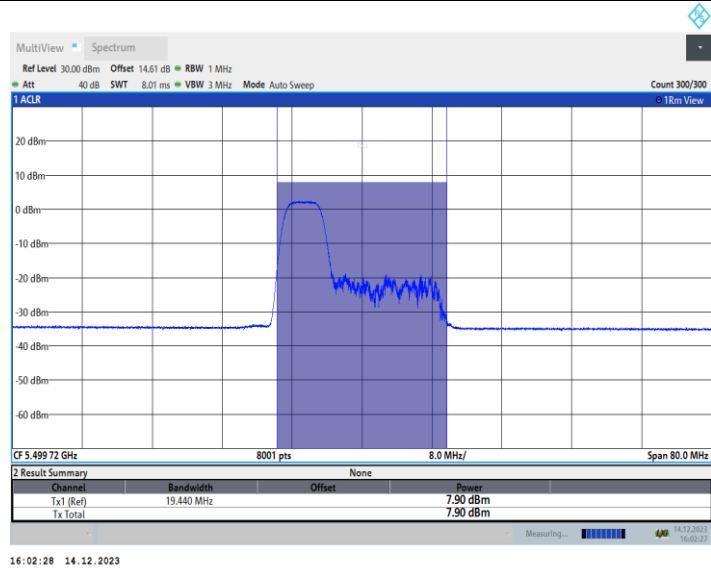 MultiView Spectrum
Ref Level 30.00 dBm Offset 14.61 dB RBW 1 MHz
Att 40 dB SWT 8.01 ms VBW 3 MHz Mode Auto Sweep Count 300/300
1 ACLR 1Rm View
20 dBm
10 dBm
0 dBm
-10 dBm
-20 dBm
-30 dBm
-40 dBm
-50 dBm
-60 dBm
CF 5.499 72 GHz 8001 pts 8.0 MHz/ Span 80.0 MHz
2 Result Summary None
Channel Bandwidth Offset Power
Tx1 (Ref) 19.440 MHz 7.90 dBm
Tx Total 7.90 dBm
Measuring... 14.12.2023
16:02:27
16:02:28 14.12.2023